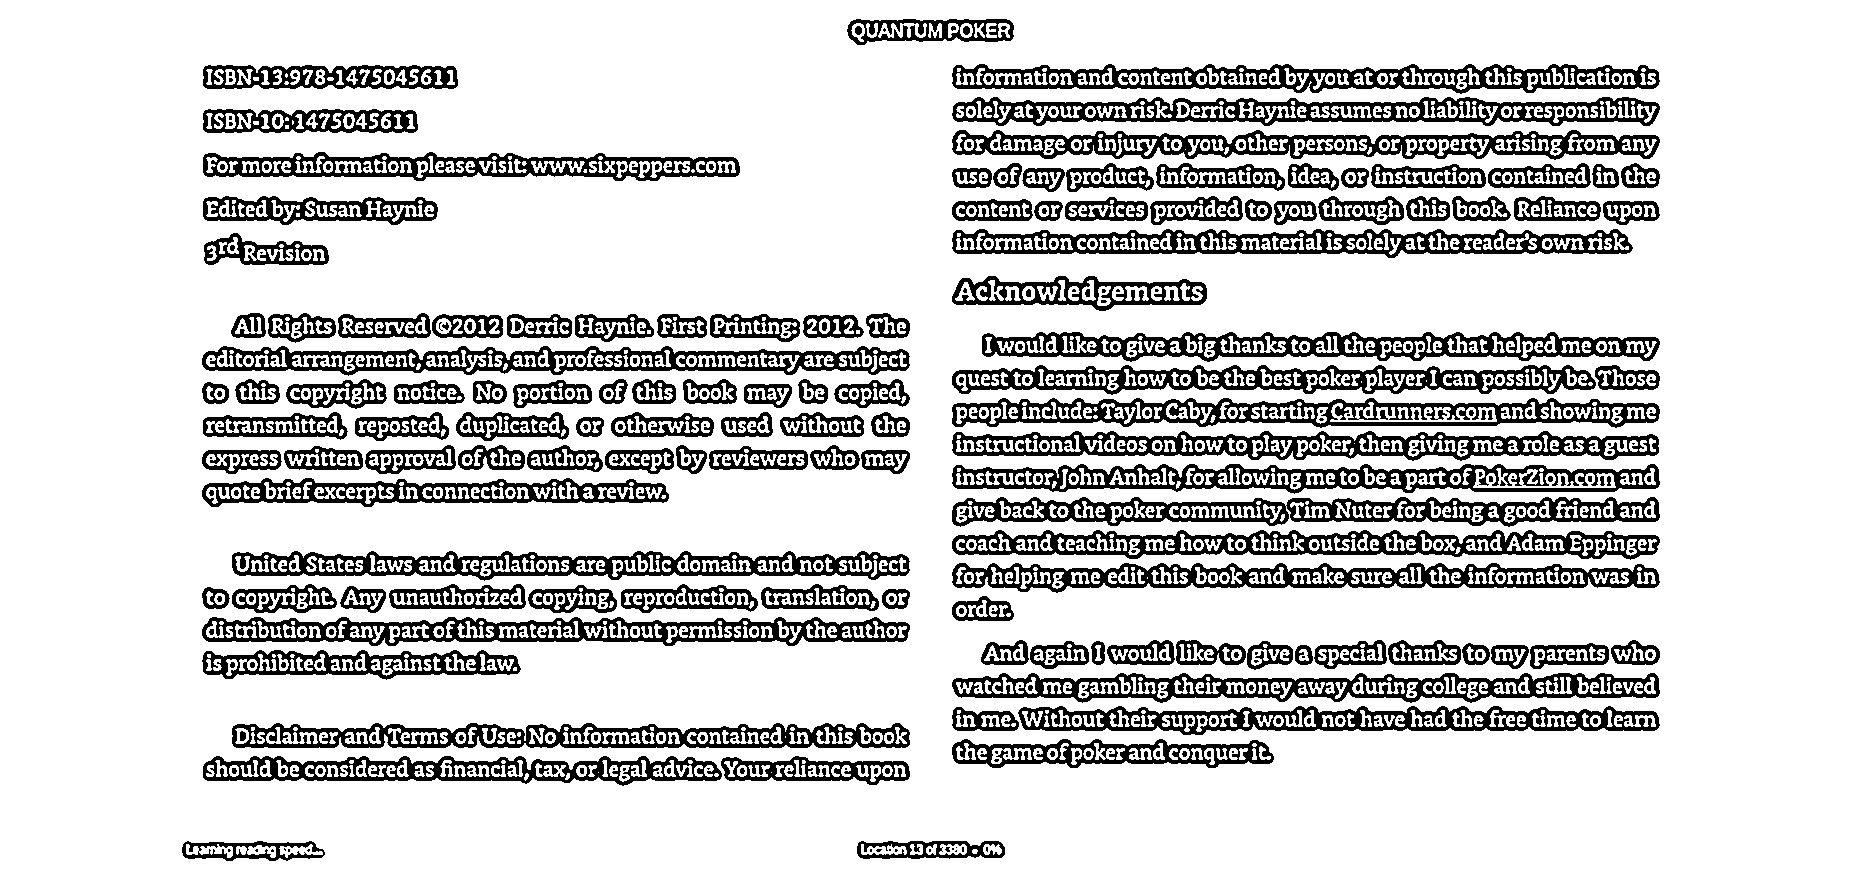 QUANTUM POKER
ISBN-13:978-1475045611
ISBN-10: 1475045611
For more information please visit: www.sixpeppers.com
Edited by: Susan Haynie
3rd Revision
All Rights Reserved ©2012 Derric Haynie. First Printing: 2012. The
editorial arrangement, analysis, and professional commentary are subject
to this copyright notice. No portion of this book may be copied,
retransmitted, reposted, duplicated, or otherwise used without the
express written approval of the author, except by reviewers who may
quote brief excerpts in connection with a review.
United States laws and regulations are public domain and not subject
to copyright. Any unauthorized copying, reproduction, translation, or
distribution of any part of this material without permission by the author
is prohibited and against the law.
Disclaimer and Terms of Use: No information contained in this book
should be considered as financial, tax, or legal advice. Your reliance upon
information and content obtained by you at or through this publication is
solely at your own risk. Derric Haynie assumes no liability or responsibility
for damage or injury to you, other persons, or property arising from any
use of any product, information, idea, or instruction contained in the
content or services provided to you through this book. Reliance upon
information contained in this material is solely at the reader's own risk.
Acknowledgements
I would like to give a big thanks to all the people that helped me on my
quest to learning how to be the best poker player I can possibly be. Those
people include: Taylor Caby, for starting Cardrunners.com and showing me
instructional videos on how to play poker, then giving me a role as a guest
instructor, John Anhalt, for allowing me to be a part of PokerZion.com and
give back to the poker community, Tim Nuter for being a good friend and
coach and teaching me how to think outside the box, and Adam Eppinger
for helping me edit this book and make sure all the information was in
order.
And again I would like to give a special thanks to my parents who
watched me gambling their money away during college and still believed
in me. Without their support I would not have had the free time to learn
the game of poker and conquer it.
Learning reading speed...
Location 13 of 3380 • 0%